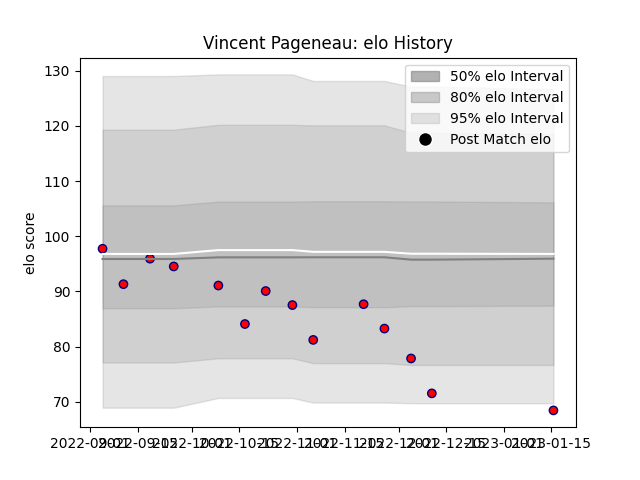 Vincent Pageneau: elo History
130
120
110
100
90
80
70
elo score
50% elo Interval
80% elo Interval
95% elo Interval
Post Match elo
2022-09-01 2022-09-15 2022-10-01 2022-10-15 2022-11-01 2022-11-15 2022-12-01 2022-12-15 2023-01-01 2023-01-15